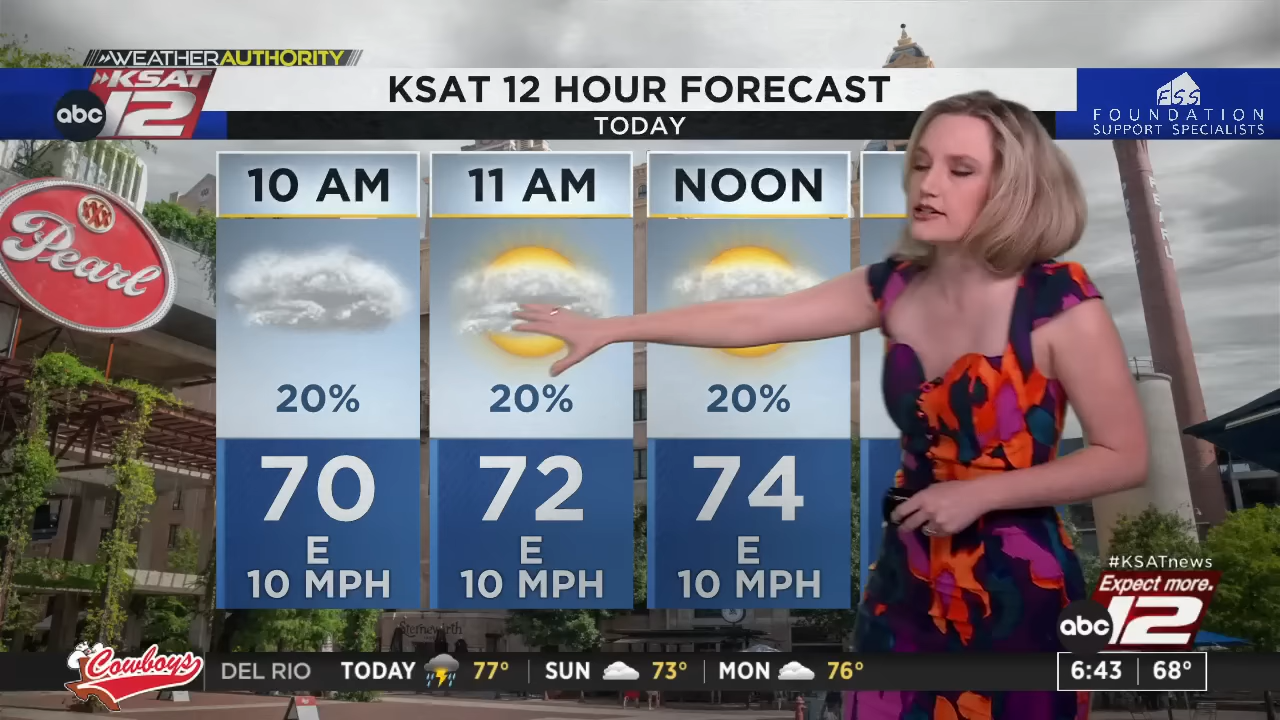 WEATHERAUTHORITY
KSAT
12
abc
KSAT 12 HOUR FORECAST
TODAY
FSS
FOUNDATION
SUPPORT SPECIALISTS
Pearl
PEARL
10 AM
20%
70
E
10 MPH
11 AM
20%
72
E
10 MPH
NOON
20%
74
E
10 MPH
#KSATnews
Expect more.
abc
12
Cowboys
DEL RIO
TODAY 77°
SUN 73°
MON 76°
6:43
68°